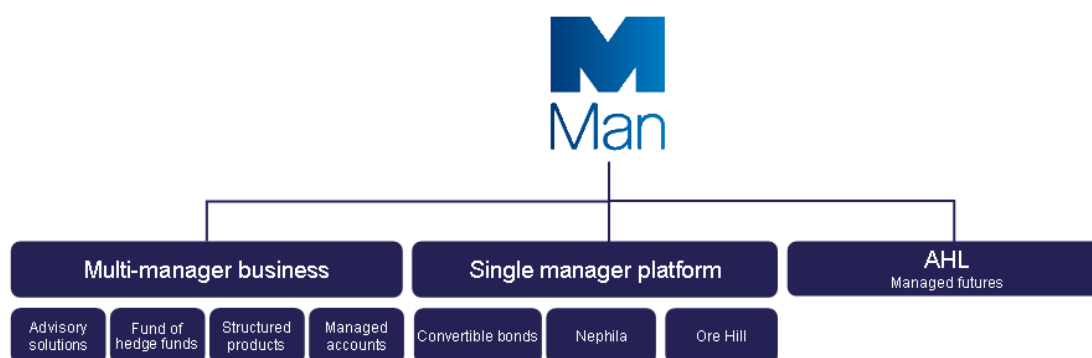 Man
Multi-manager business
Single manager platform
AHL
Managed futures
Advisory
solutions
Fund of
hedge funds
Structured
products
Managed
accounts
Convertible bonds
Nephila
Ore Hill